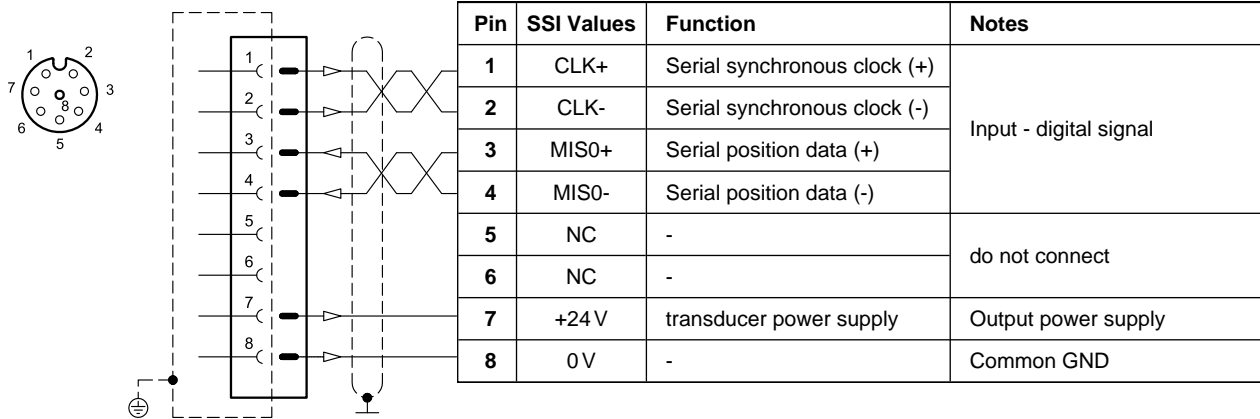 1 2
7 3
8
6 4
5
1
2
3
4
5
6
7
8
Pin SSI Values Function Notes
1 CLK+ Serial synchronous clock (+)
2 CLK- Serial synchronous clock (-)
Input - digital signal
3 MIS0+ Serial position data (+)
4 MIS0- Serial position data (-)
5 NC -
do not connect
6 NC -
7 +24 V transducer power supply Output power supply
8 0 V - Common GND